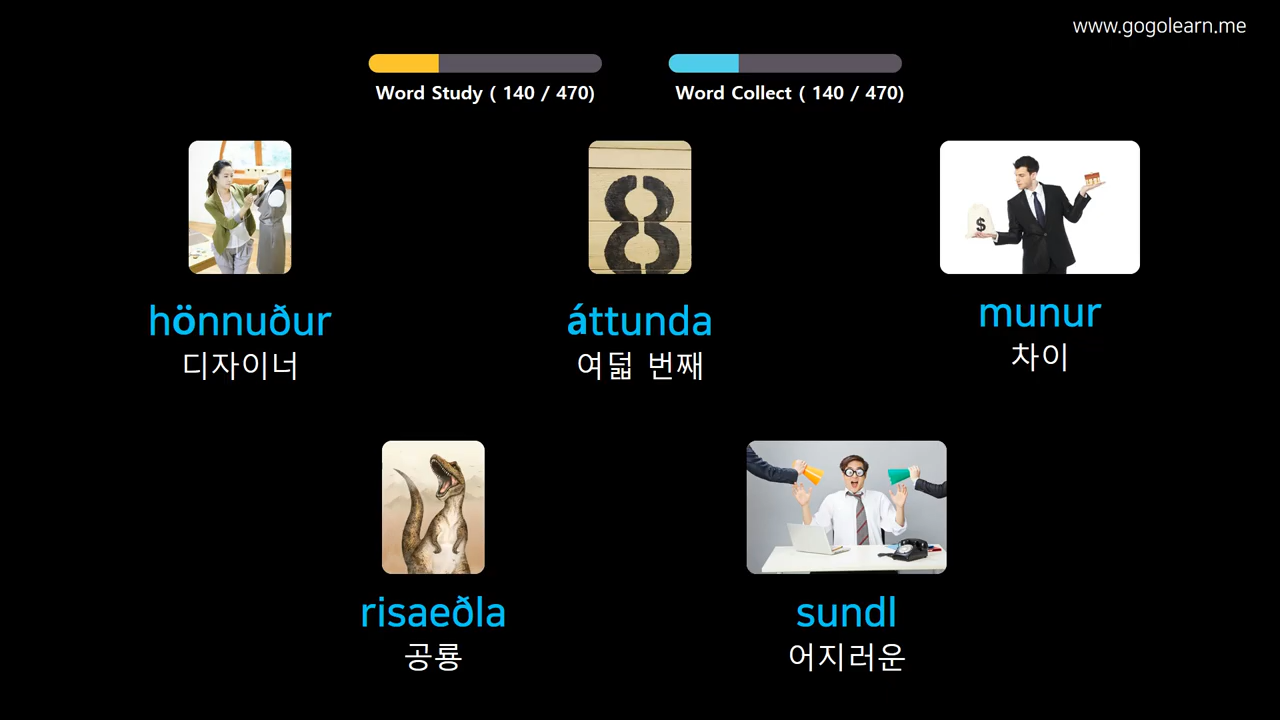 www.gogolearn.me
Word Study ( 140 / 470)
Word Collect ( 140 / 470)
8
$
hönnuður
디자이너
áttunda
여덟 번째
munur
차이
risaeðla
공룡
sundl
어지러운